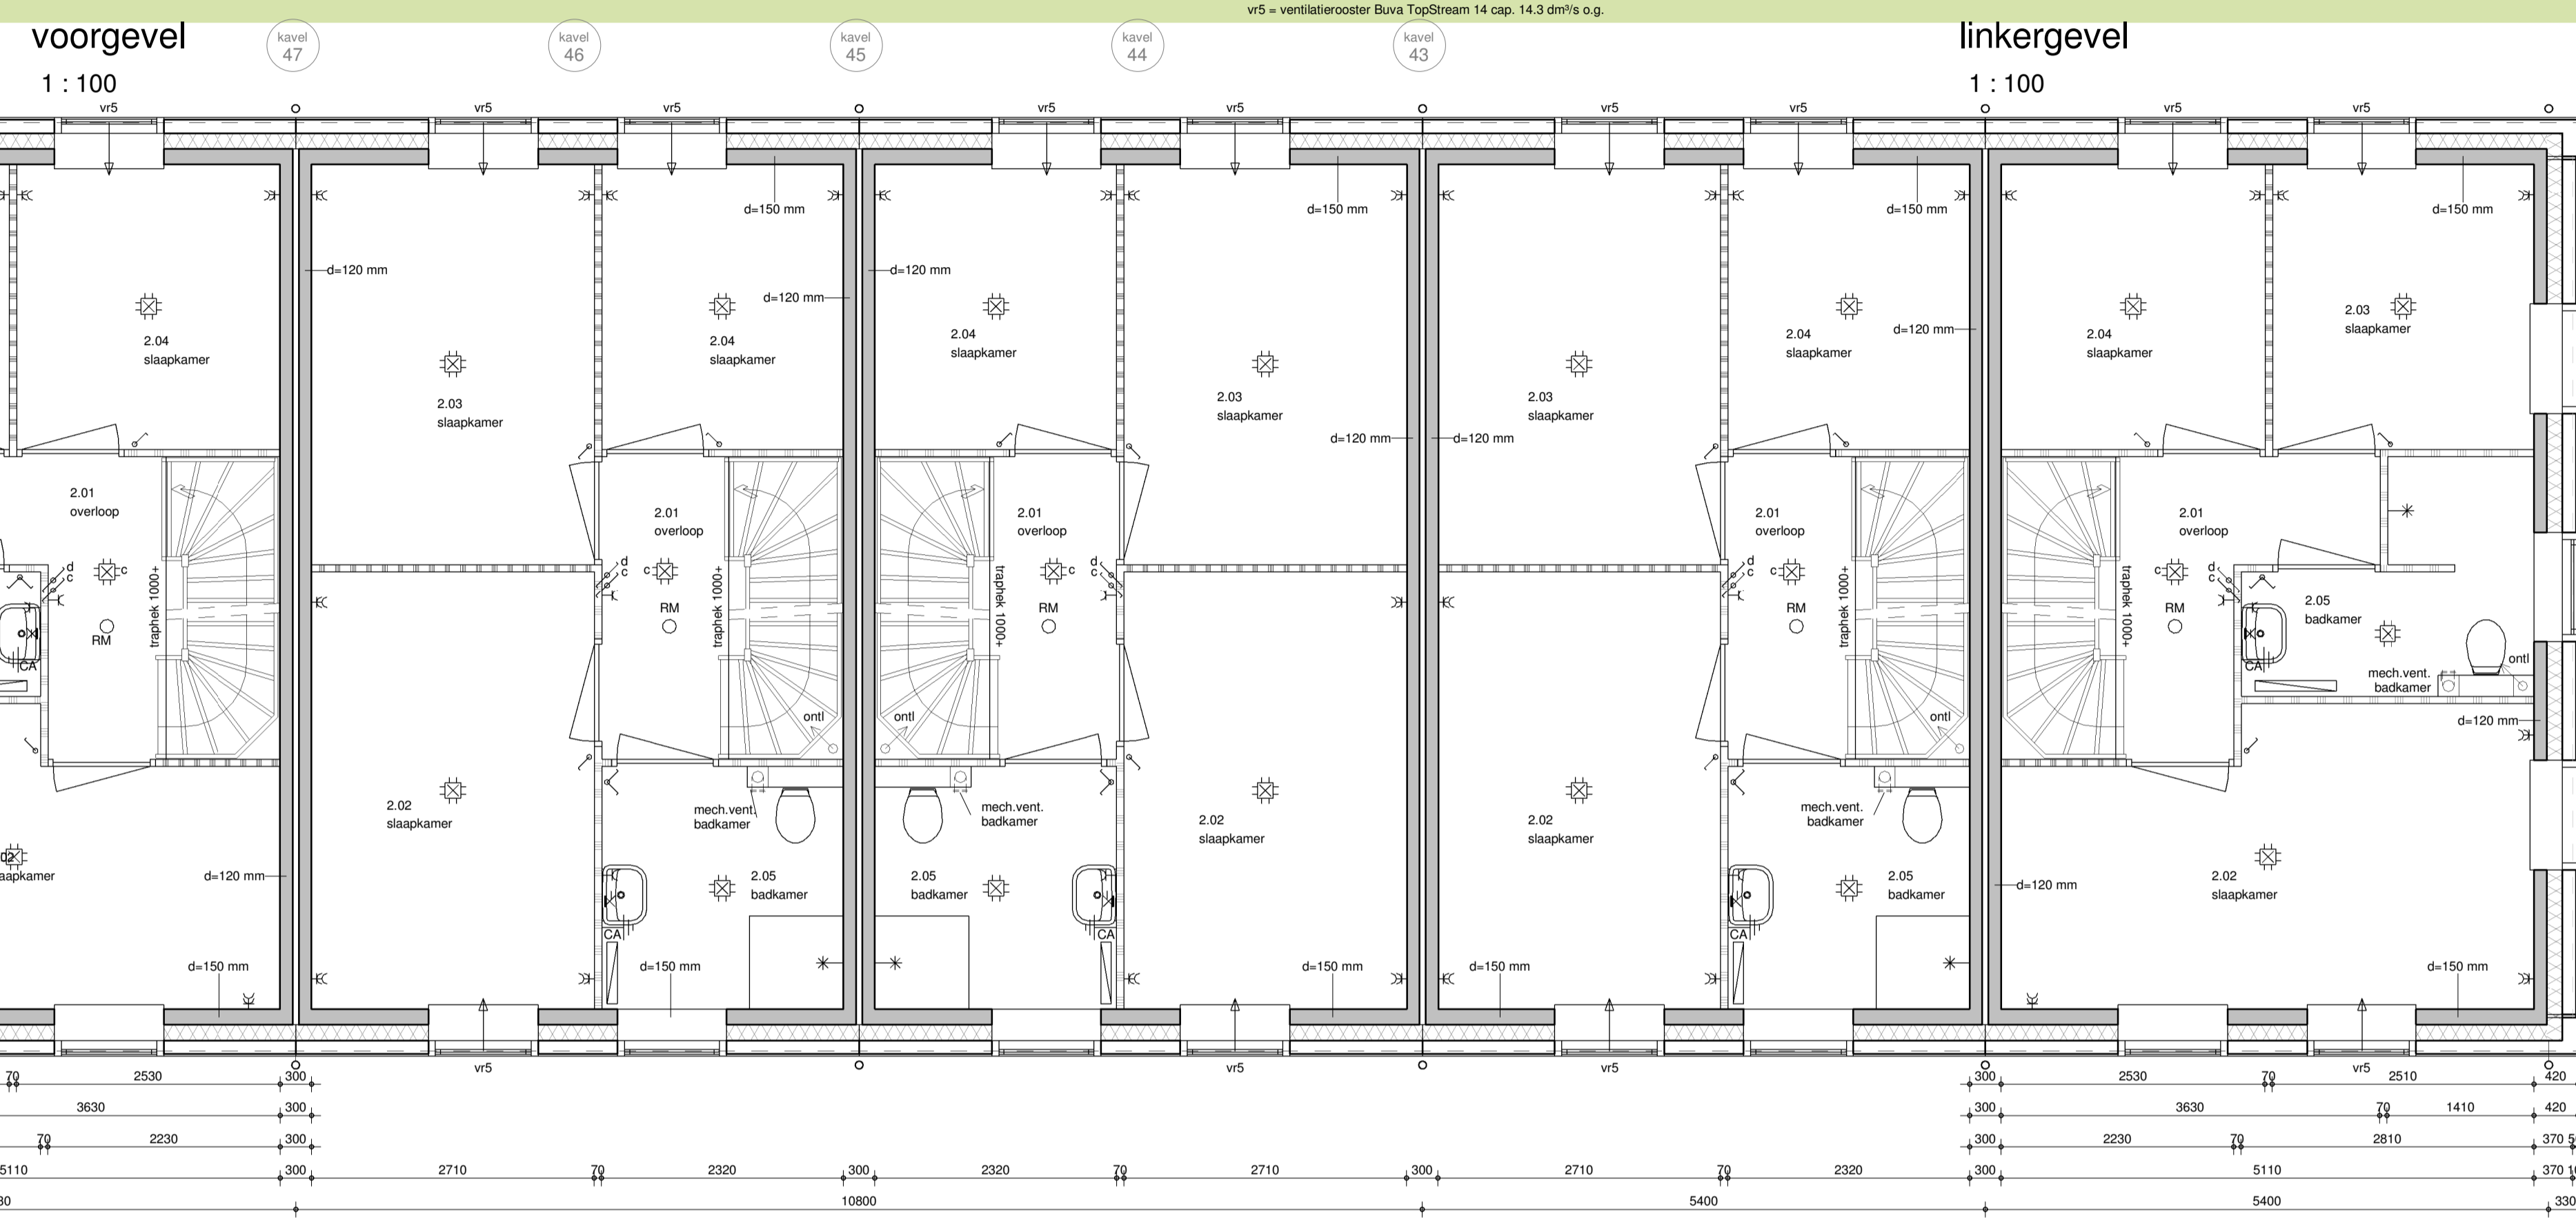 vr5 = ventilatierooster Buva TopStream 14 cap. 14.3 dm³/s o.g.
voorgevel
1 : 100
kavel
47
kavel
46
kavel
45
kavel
44
kavel
43
linkergevel
1 : 100
vr5
vr5
vr5
vr5
vr5
vr5
vr5
vr5
vr5
d=150 mm
d=150 mm
d=150 mm
d=150 mm
d=120 mm
d=120 mm
d=120 mm
d=120 mm
2.04
slaapkamer
2.03
slaapkamer
2.04
slaapkamer
2.04
slaapkamer
2.03
slaapkamer
2.03
slaapkamer
2.04
slaapkamer
2.04
slaapkamer
2.03
slaapkamer
d=120 mm
d=120 mm
2.01
overloop
2.01
overloop
2.01
overloop
2.01
overloop
2.01
overloop
d
c
c
d
c
c
c
d
c
d
c
c
c
d
c
RM
RM
RM
RM
RM
traphek 1000+
traphek 1000+
traphek 1000+
traphek 1000+
traphek 1000+
CA
2.05
badkamer
CA
mech.vent.
badkamer
ontl
ontl
ontl
ontl
d=120 mm
2.02
slaapkamer
mech.vent.
badkamer
mech.vent.
badkamer
2.02
slaapkamer
2.02
slaapkamer
mech.vent.
badkamer
02
aapkamer
d=120 mm
2.05
badkamer
2.05
badkamer
2.05
badkamer
d=120 mm
2.02
slaapkamer
CA
CA
CA
d=150 mm
d=150 mm
d=150 mm
d=150 mm
d=150 mm
vr5
vr5
vr5
vr5
70 2530 300
300 2530 70 2510 420
3630 300
300 3630 70 1410 420
70 2230 300
300 2230 70 2810 370
5110 300 2710 70 2320 300 2320 70 2710 300 2710 70 2320 300 5110 370
30 10800 5400 5400 330